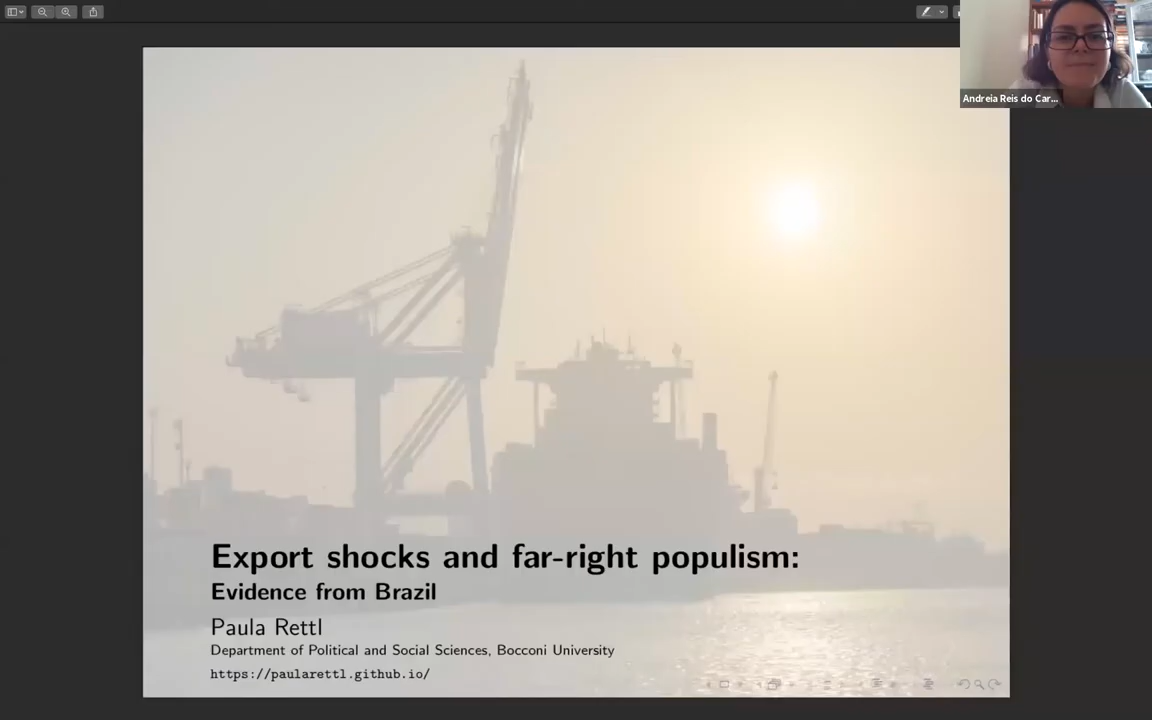 Andreia Reis do Car...
Export shocks and far-right populism:
Evidence from Brazil
Paula Rettl
Department of Political and Social Sciences, Bocconi University
https://paularettl.github.io/